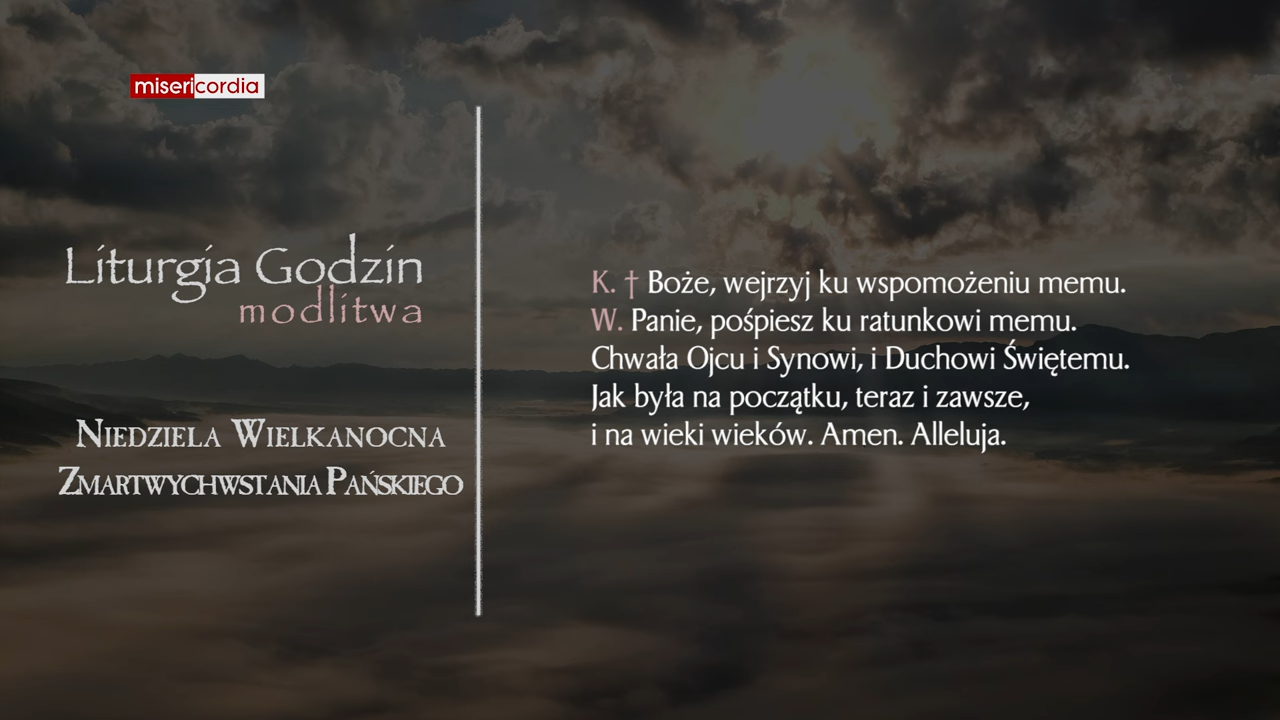 misericordia
Liturgia Godzin
modlitwa
NIEDZIELA WIELKANOCNA
ZMARTWYCHWSTANIA PAŃSKIEGO
K. † Boże, wejrzyj ku wspomożeniu memu.
W. Panie, pośpiesz ku ratunkowi memu.
Chwała Ojcu i Synowi, i Duchowi Świętemu.
Jak była na początku, teraz i zawsze,
i na wieki wieków. Amen. Alleluja.